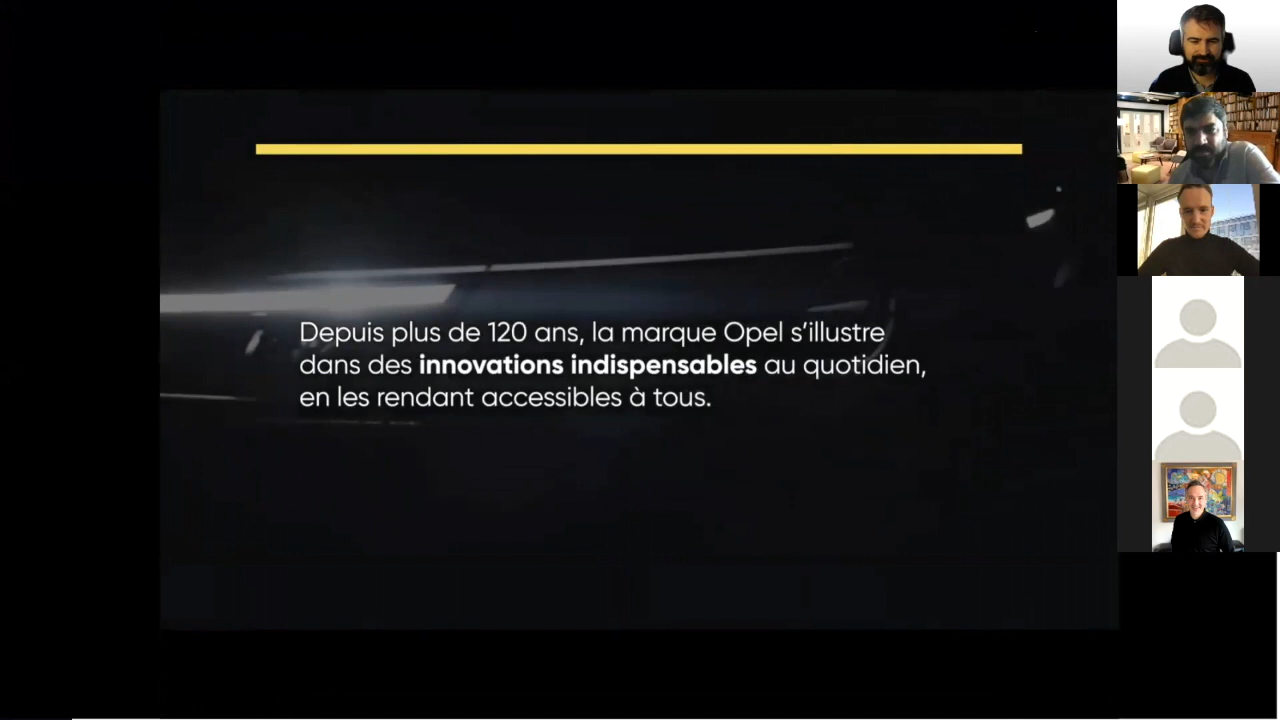 Depuis plus de 120 ans, la marque Opel s’illustre
dans des innovations indispensables au quotidien,
en les rendant accessibles à tous.